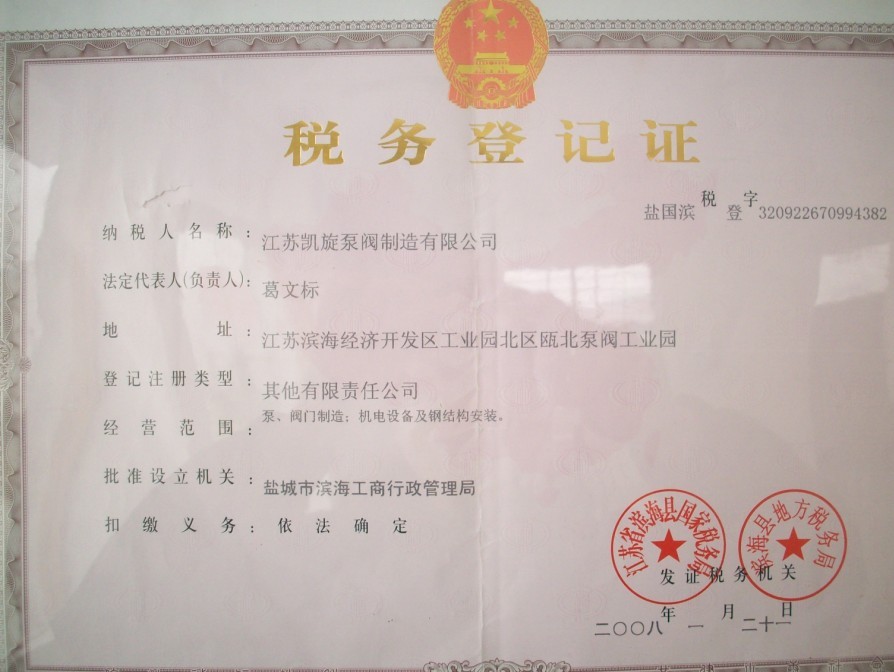 税务登记证
盐国滨 税 登 字 320922670994382
纳税人名称： 江苏凯旋泵阀制造有限公司
法定代表人(负责人)： 葛文标
地址： 江苏滨海经济开发区工业园北区瓯北泵阀工业园
登记注册类型： 其他有限责任公司
经营范围： 泵、阀门制造；机电设备及钢结构安装。
批准设立机关： 盐城市滨海工商行政管理局
扣缴义务： 依法确定
江苏省滨海县国家税务局
滨海县地方税务局
发证税务机关
二〇〇八 年 一 月 二十一 日